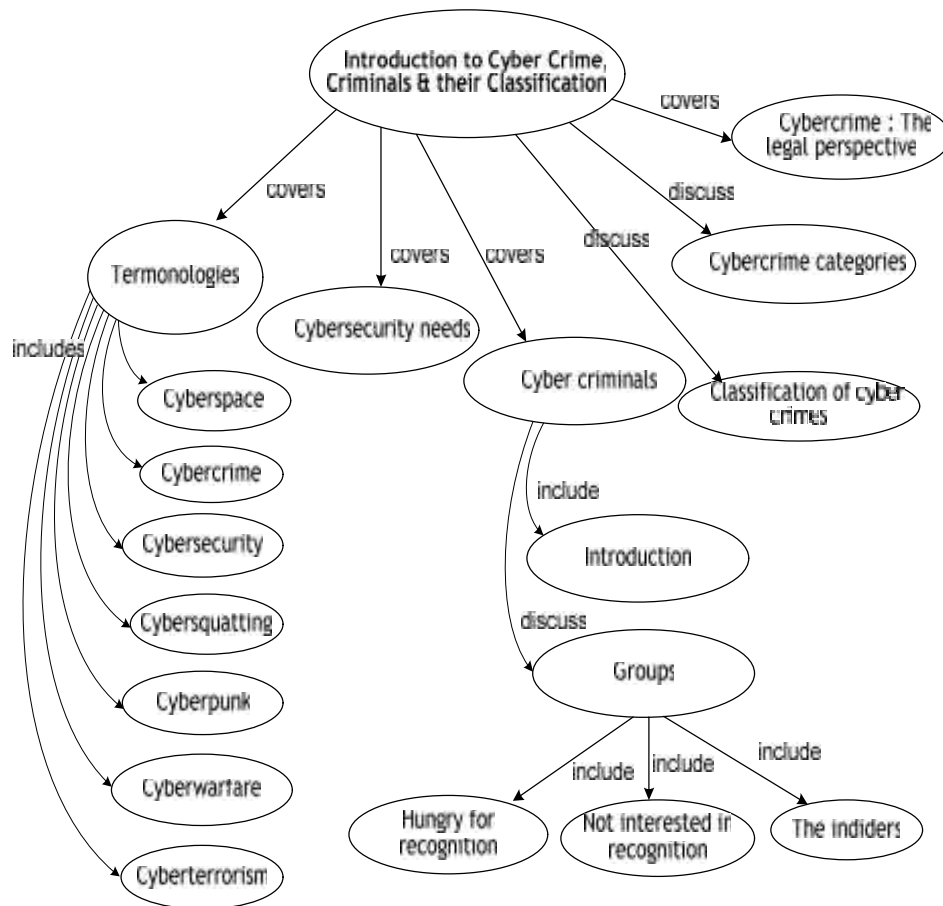 Introduction to Cyber Crime,
Criminals & their Classification
covers
Cybercrime : The
legal perspective
covers
discuss
Termonologies
covers
covers
discuss
Cybercrime categories
includes
Cybersecurity needs
Cyber criminals
Classification of cyber
crimes
Cyberspace
Cybercrime
include
Cybersecurity
Introduction
Cybersquatting
discuss
Groups
Cyberpunk
include
include
include
Cyberwarfare
Hungry for
recognition
Not interested in
recognition
The indiders
Cyberterrorism